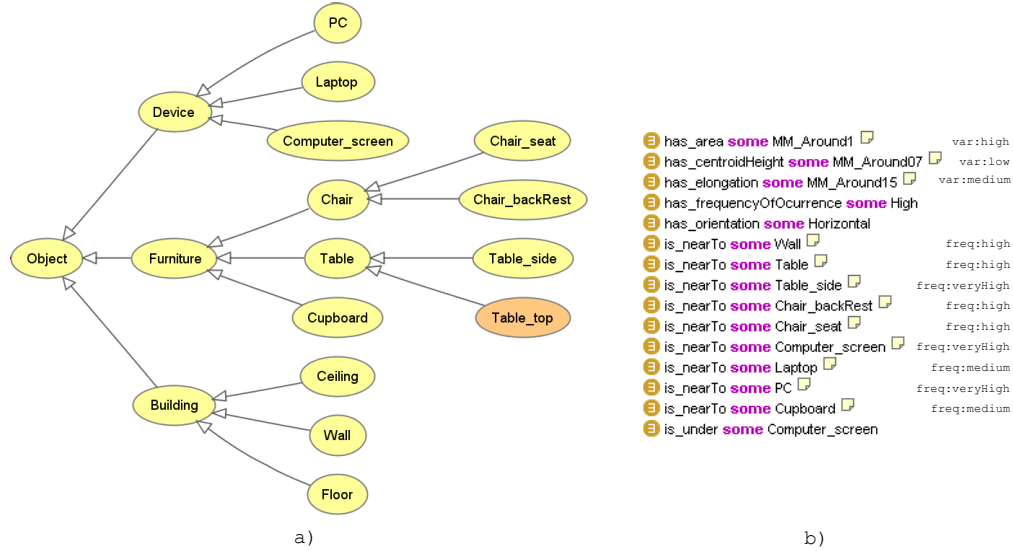 PC
Laptop
Device
Computer_screen
Chair_seat
Chair
Chair_backRest
Object
Furniture
Table
Table_side
Cupboard
Table_top
Ceiling
Building
Wall
Floor
a)
∃ has_area some MM_Around1 var:high
∃ has_centroidHeight some MM_Around07 var:low
∃ has_elongation some MM_Around15 var:medium
∃ has_frequencyOfOcurrence some High
∃ has_orientation some Horizontal
∃ is_nearTo some Wall freq:high
∃ is_nearTo some Table freq:high
∃ is_nearTo some Table_side freq:veryHigh
∃ is_nearTo some Chair_backRest freq:high
∃ is_nearTo some Chair_seat freq:high
∃ is_nearTo some Computer_screen freq:veryHigh
∃ is_nearTo some Laptop freq:medium
∃ is_nearTo some PC freq:veryHigh
∃ is_nearTo some Cupboard freq:medium
∃ is_under some Computer_screen
b)